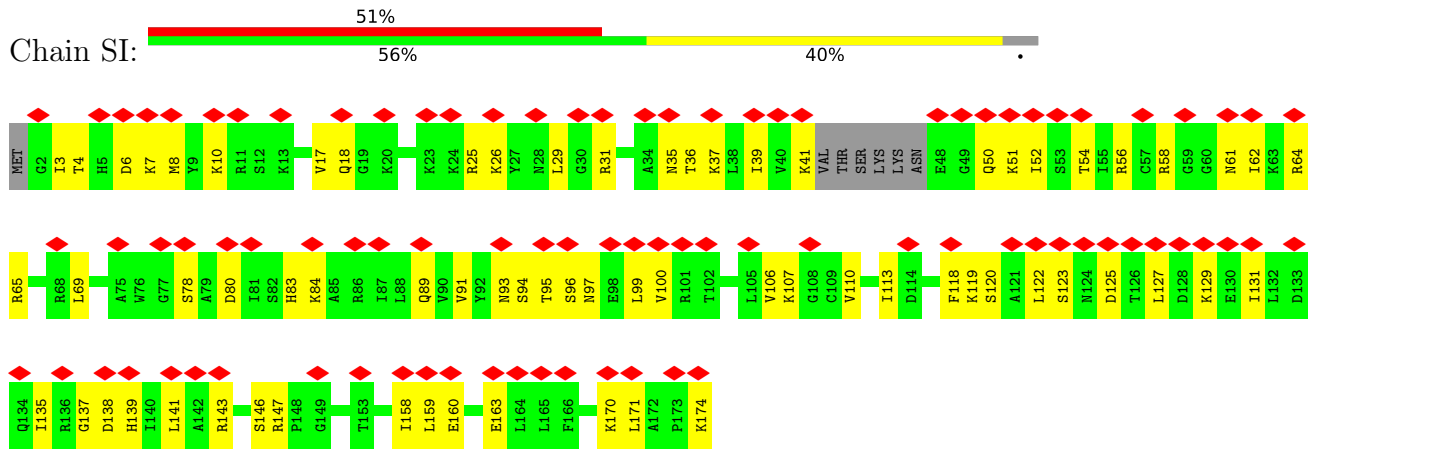 51%
Chain SI:
56% 40% •
MET G2 I3 T4 H5 D6 K7 M8 Y9 K10 R11 S12 K13 V17 Q18 G19 K20 K23 K24 R25 K26 Y27 N28 L29 G30 R31 A34 N35 T36 K37 L38 I39 V40 K41 VAL THR SER LYS LYS ASN E48 G49 Q50 K51 I52 S53 T54 I55 R56 C57 R58 G59 G60 N61 I62 K63 R64
R65 R68 L69 A75 W76 G77 S78 A79 D80 I81 S82 H83 K84 A85 R86 I87 L88 Q89 V90 V91 Y92 N93 S94 T95 S96 N97 E98 L99 V100 R101 T102 L105 V106 K107 G108 C109 V110 I113 D114 F118 K119 S120 A121 L122 S123 N124 D125 T126 L127 D128 K129 E130 I131 L132 D133
Q134 I135 R136 G137 D138 H139 I140 L141 A142 R143 S146 R147 P148 G149 T153 I158 L159 E160 E163 L164 L165 F166 K170 L171 A172 P173 K174